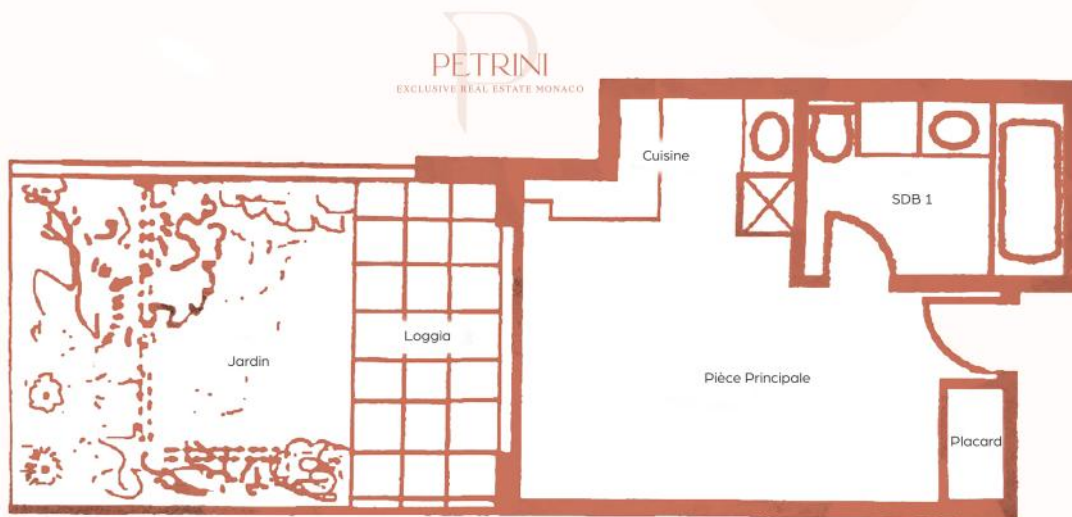 PETRINI
EXCLUSIVE REAL ESTATE MONACO
Cuisine
SDB 1
Loggia
Jardin
Pièce Principale
Placard